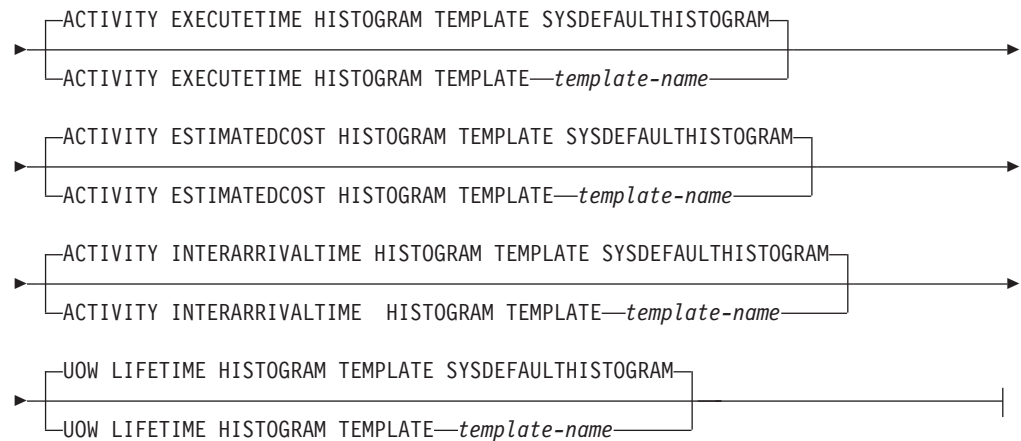 ACTIVITY EXECUTETIME HISTOGRAM TEMPLATE SYSDEFAULTHISTOGRAM
ACTIVITY EXECUTETIME HISTOGRAM TEMPLATE template-name
ACTIVITY ESTIMATEDCOST HISTOGRAM TEMPLATE SYSDEFAULTHISTOGRAM
ACTIVITY ESTIMATEDCOST HISTOGRAM TEMPLATE template-name
ACTIVITY INTERARRIVALTIME HISTOGRAM TEMPLATE SYSDEFAULTHISTOGRAM
ACTIVITY INTERARRIVALTIME HISTOGRAM TEMPLATE template-name
UOW LIFETIME HISTOGRAM TEMPLATE SYSDEFAULTHISTOGRAM
UOW LIFETIME HISTOGRAM TEMPLATE template-name